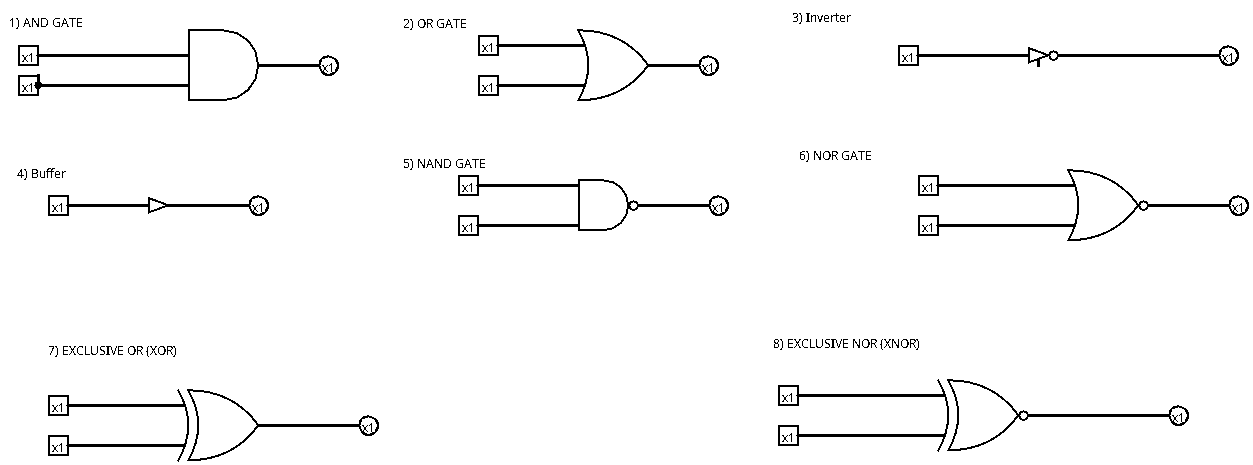 1) AND GATE
x1
x1
x1
2) OR GATE
x1
x1
x1
3) Inverter
x1
x1
4) Buffer
x1
x1
5) NAND GATE
x1
x1
x1
6) NOR GATE
x1
x1
x1
7) EXCLUSIVE OR (XOR)
x1
x1
x1
8) EXCLUSIVE NOR (XNOR)
x1
x1
x1